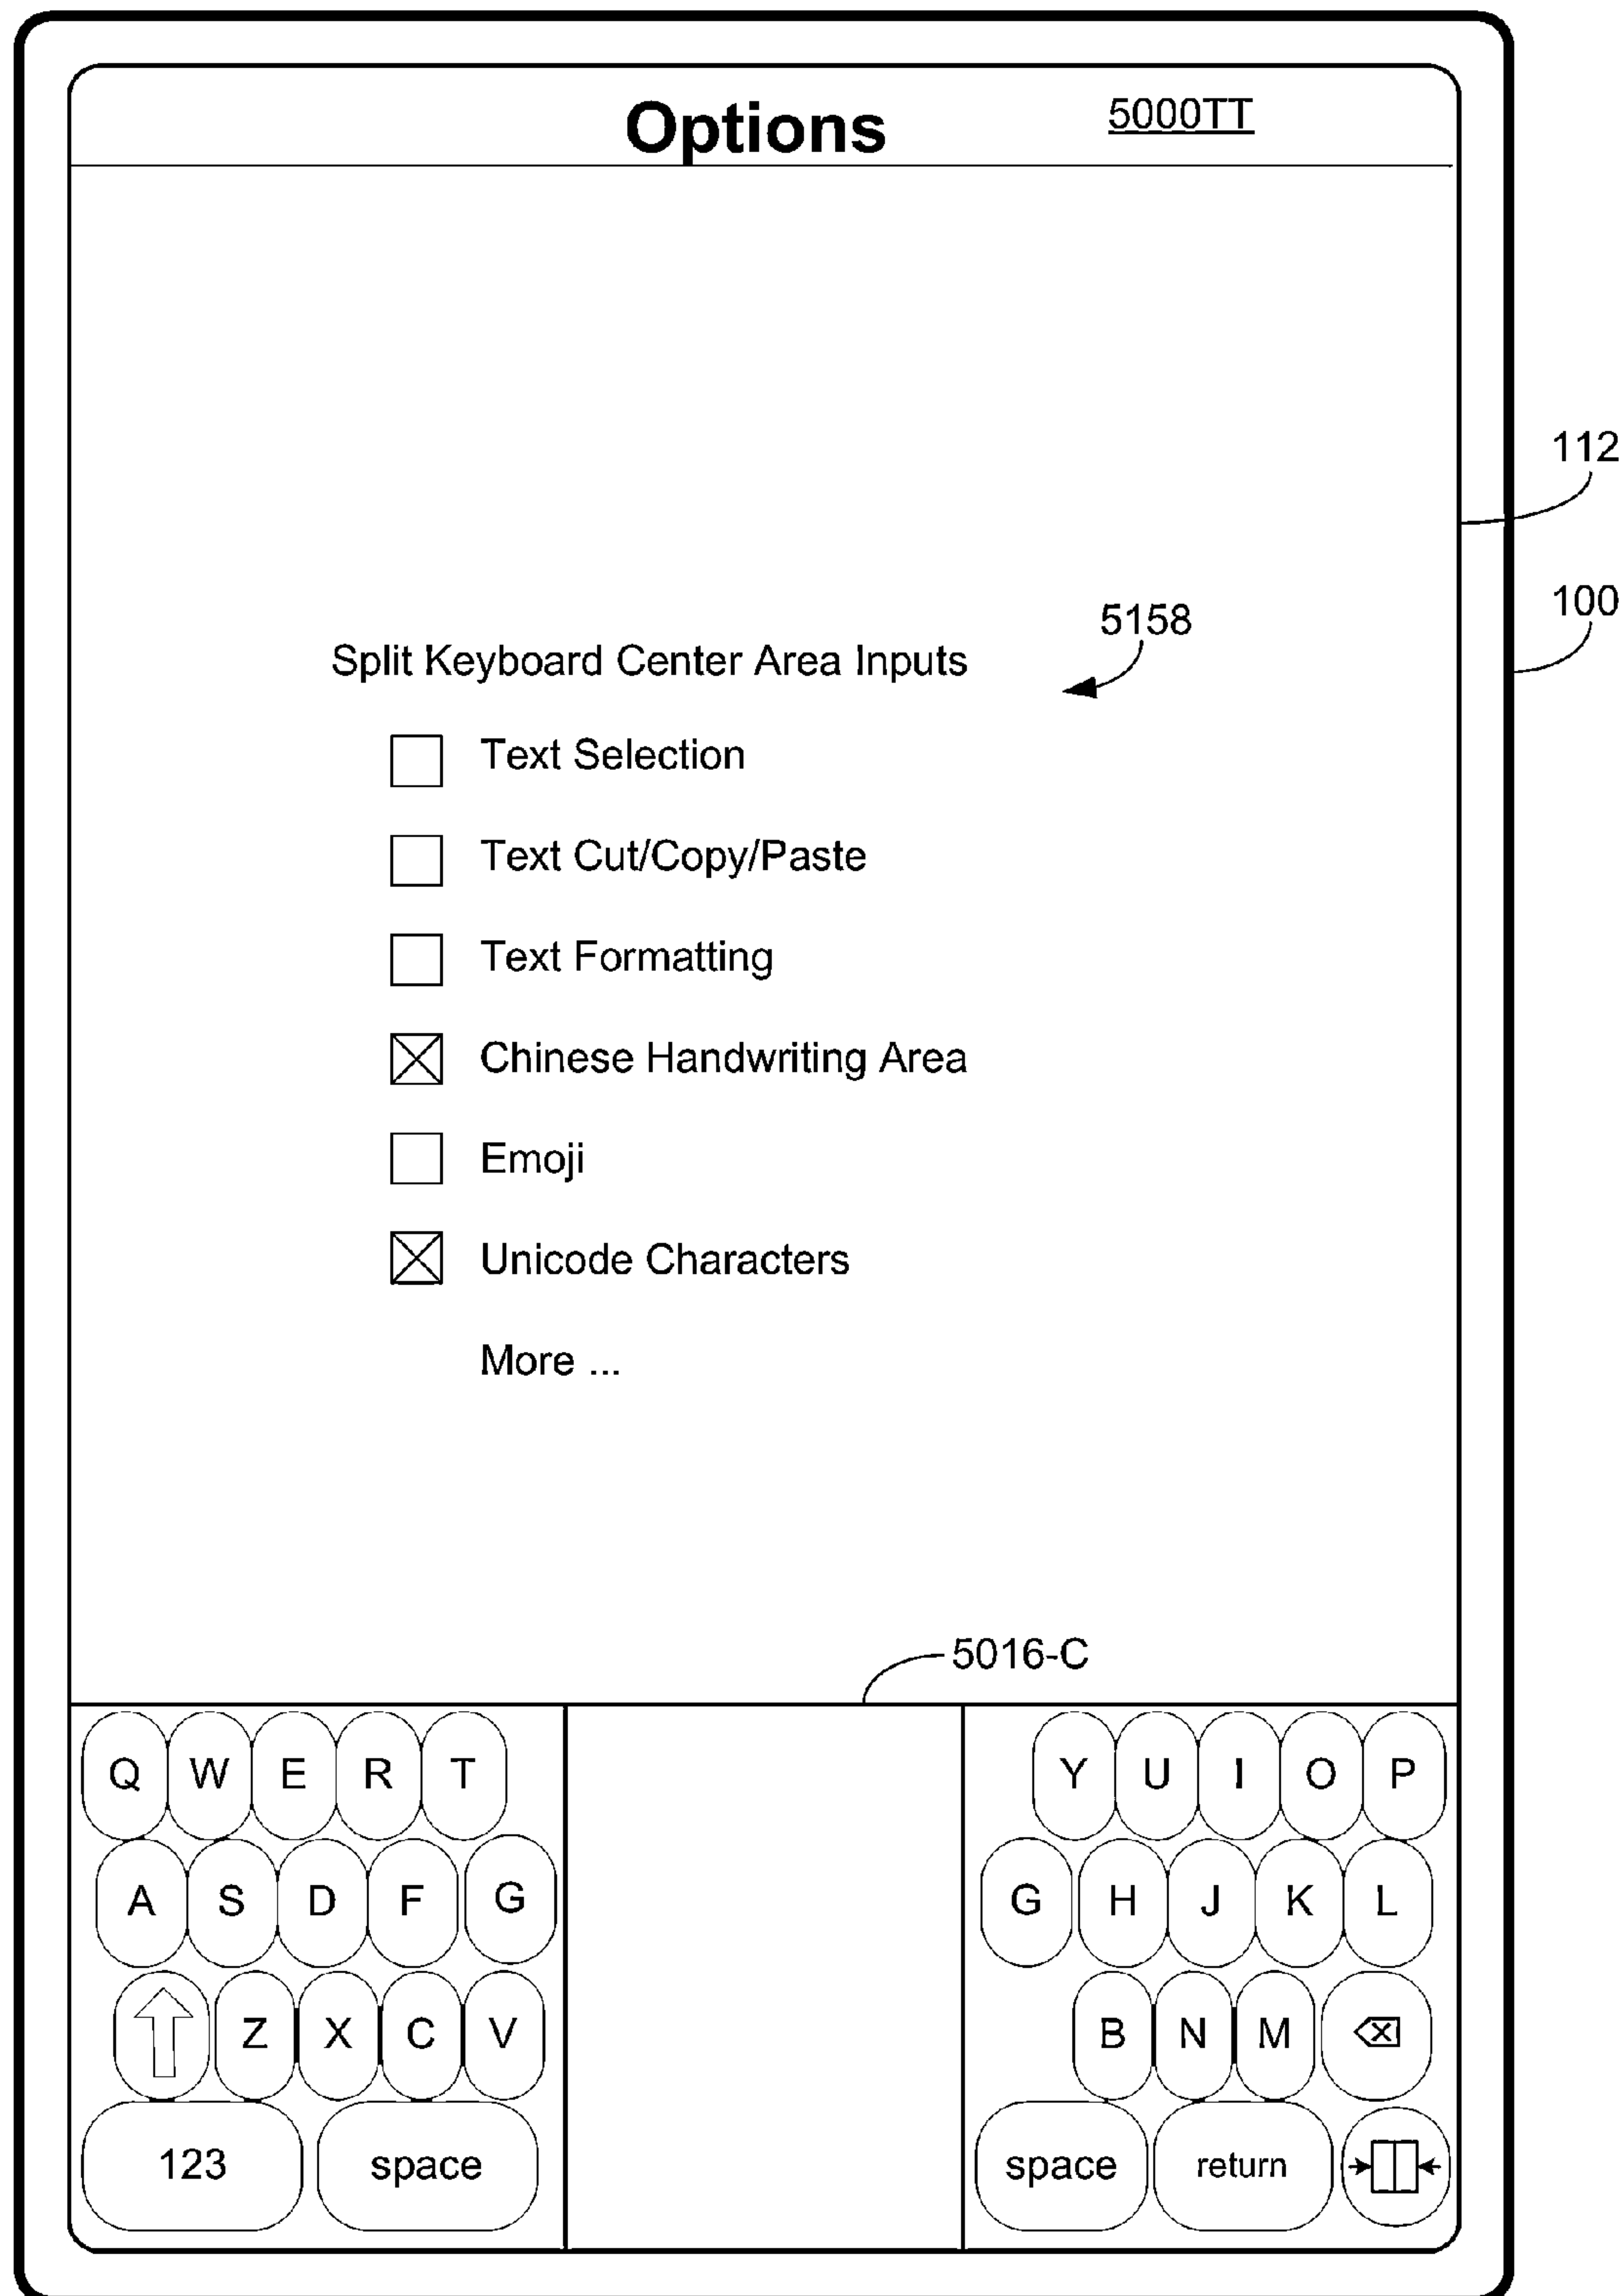 Options 5000TT
112
100
5158
Split Keyboard Center Area Inputs
Text Selection
Text Cut/Copy/Paste
Text Formatting
Chinese Handwriting Area
Emoji
Unicode Characters
More ...
5016-C
Q W E R T Y U I O P
A S D F G G H J K L
Z X C V B N M
123 space space return